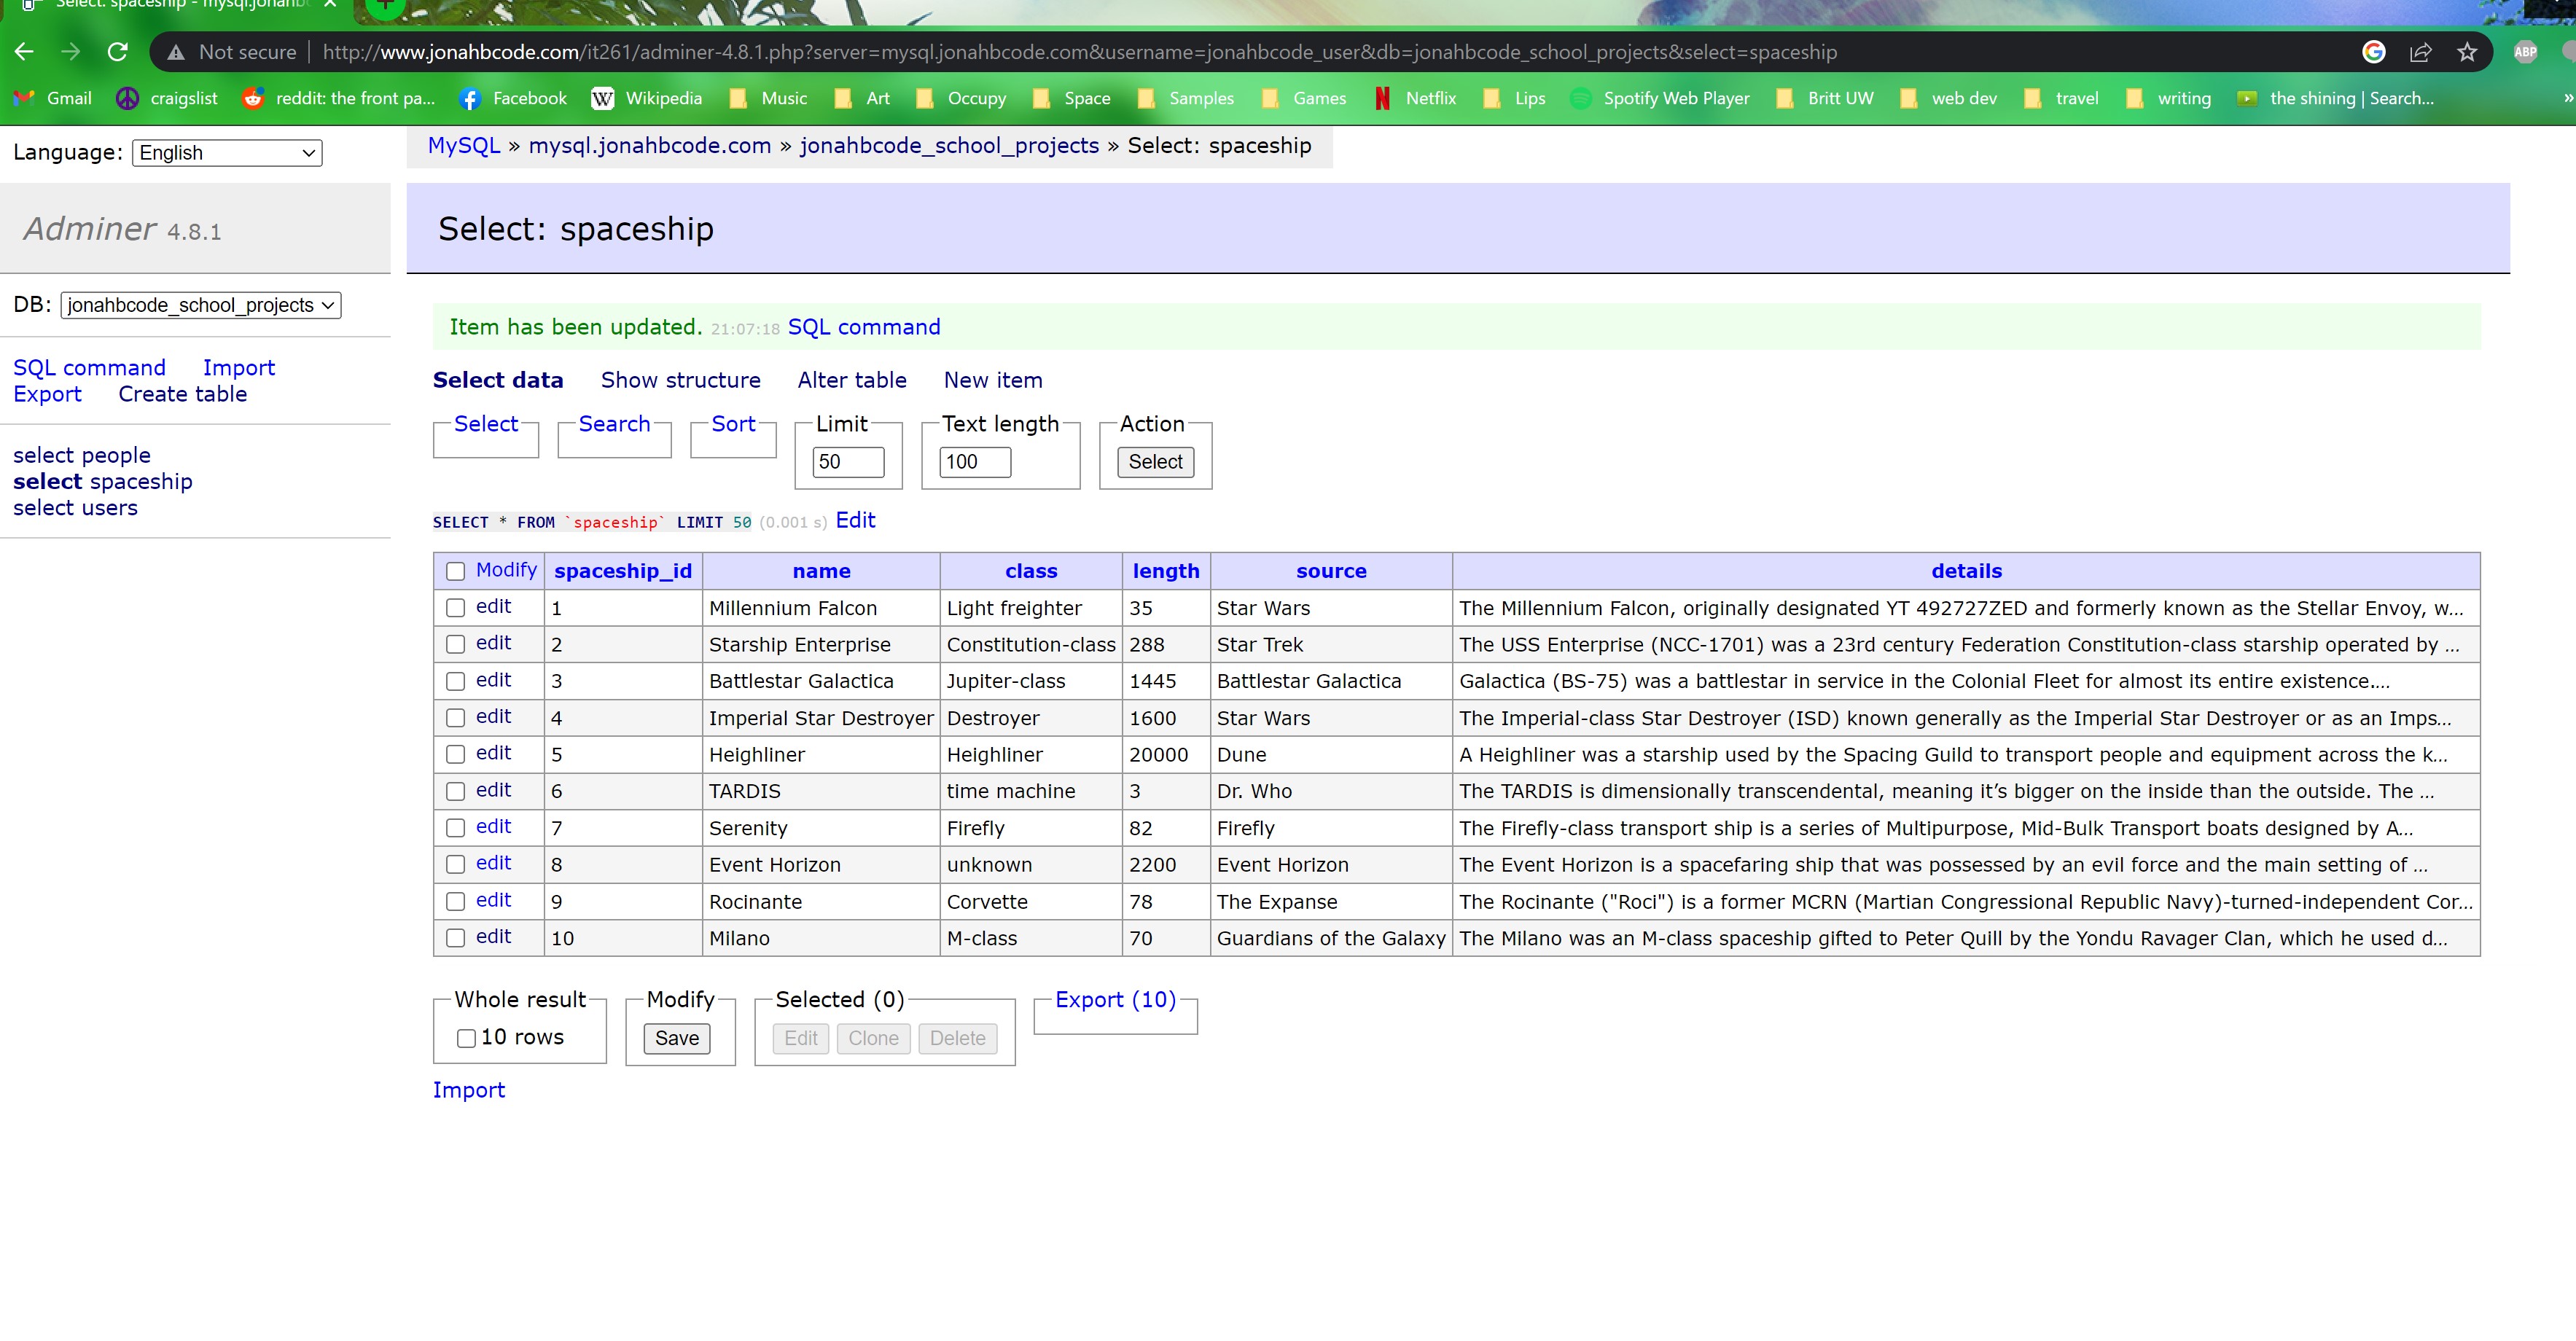 Select: spaceship - mysql.jonahbc
Not secure http://www.jonahbcode.com/it261/adminer-4.8.1.php?server=mysql.jonahbcode.com&username=jonahbcode_user&db=jonahbcode_school_projects&select=spaceship ABP
Gmail craigslist reddit: the front pa... Facebook W Wikipedia Music Art Occupy Space Samples Games N Netflix Lips Spotify Web Player Britt UW web dev travel writing the shining | Search... »
Language: English
MySQL » mysql.jonahbcode.com » jonahbcode_school_projects » Select: spaceship
Adminer 4.8.1
Select: spaceship
DB: jonahbcode_school_projects
SQL command Import
Export Create table
select people
select spaceship
select users
Item has been updated. 21:07:18 SQL command
Select data Show structure Alter table New item
Select Search Sort Limit Text length Action
50 100 Select
SELECT * FROM `spaceship` LIMIT 50 (0.001 s) Edit
Modify spaceship_id name class length source details
edit 1 Millennium Falcon Light freighter 35 Star Wars The Millennium Falcon, originally designated YT 492727ZED and formerly known as the Stellar Envoy, w...
edit 2 Starship Enterprise Constitution-class 288 Star Trek The USS Enterprise (NCC-1701) was a 23rd century Federation Constitution-class starship operated by ...
edit 3 Battlestar Galactica Jupiter-class 1445 Battlestar Galactica Galactica (BS-75) was a battlestar in service in the Colonial Fleet for almost its entire existence....
edit 4 Imperial Star Destroyer Destroyer 1600 Star Wars The Imperial-class Star Destroyer (ISD) known generally as the Imperial Star Destroyer or as an Imps...
edit 5 Heighliner Heighliner 20000 Dune A Heighliner was a starship used by the Spacing Guild to transport people and equipment across the k...
edit 6 TARDIS time machine 3 Dr. Who The TARDIS is dimensionally transcendental, meaning it’s bigger on the inside than the outside. The ...
edit 7 Serenity Firefly 82 Firefly The Firefly-class transport ship is a series of Multipurpose, Mid-Bulk Transport boats designed by A...
edit 8 Event Horizon unknown 2200 Event Horizon The Event Horizon is a spacefaring ship that was possessed by an evil force and the main setting of ...
edit 9 Rocinante Corvette 78 The Expanse The Rocinante ("Roci") is a former MCRN (Martian Congressional Republic Navy)-turned-independent Cor...
edit 10 Milano M-class 70 Guardians of the Galaxy The Milano was an M-class spaceship gifted to Peter Quill by the Yondu Ravager Clan, which he used d...
Whole result Modify Selected (0) Export (10)
10 rows Save Edit Clone Delete
Import